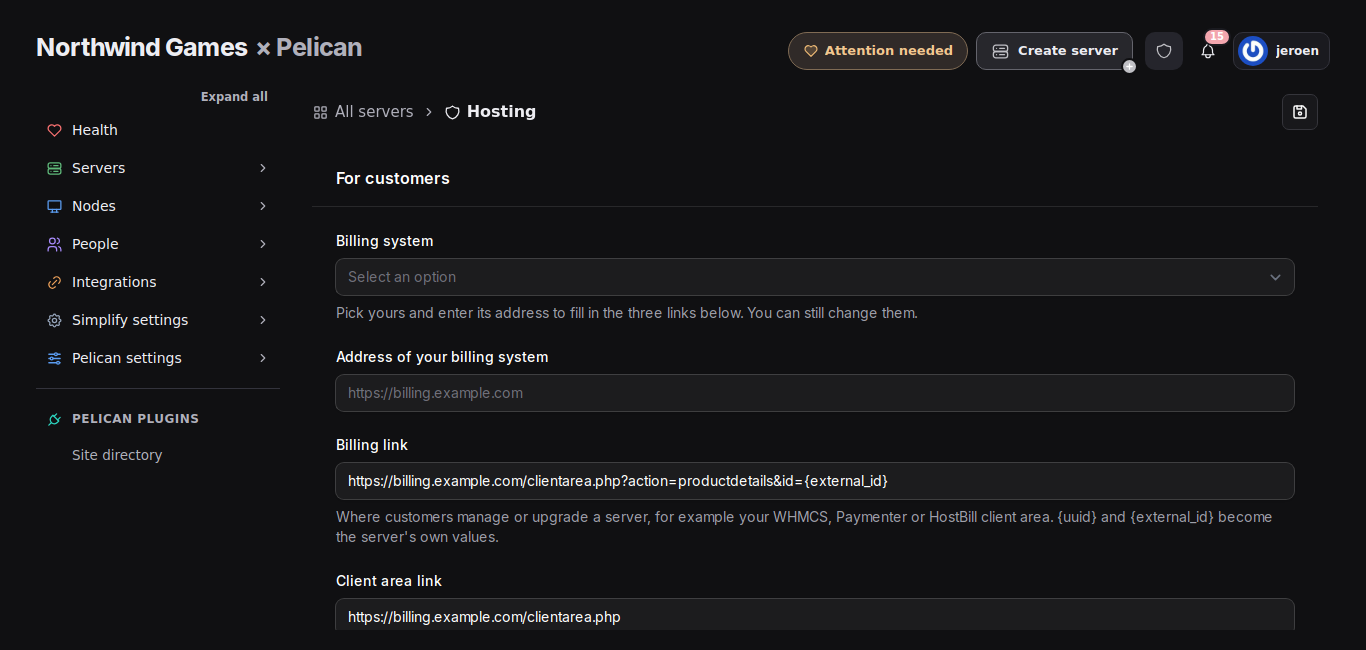 Northwind Games × Pelican
Attention needed
Create server
15
jeroen
Expand all
Health
Servers
Nodes
People
Integrations
Simplify settings
Pelican settings
PELICAN PLUGINS
Site directory
All servers
Hosting
For customers
Billing system
Select an option
Pick yours and enter its address to fill in the three links below. You can still change them.
Address of your billing system
https://billing.example.com
Billing link
https://billing.example.com/clientarea.php?action=productdetails&id={external_id}
Where customers manage or upgrade a server, for example your WHMCS, Paymenter or HostBill client area. {uuid} and {external_id} become
the server's own values.
Client area link
https://billing.example.com/clientarea.php